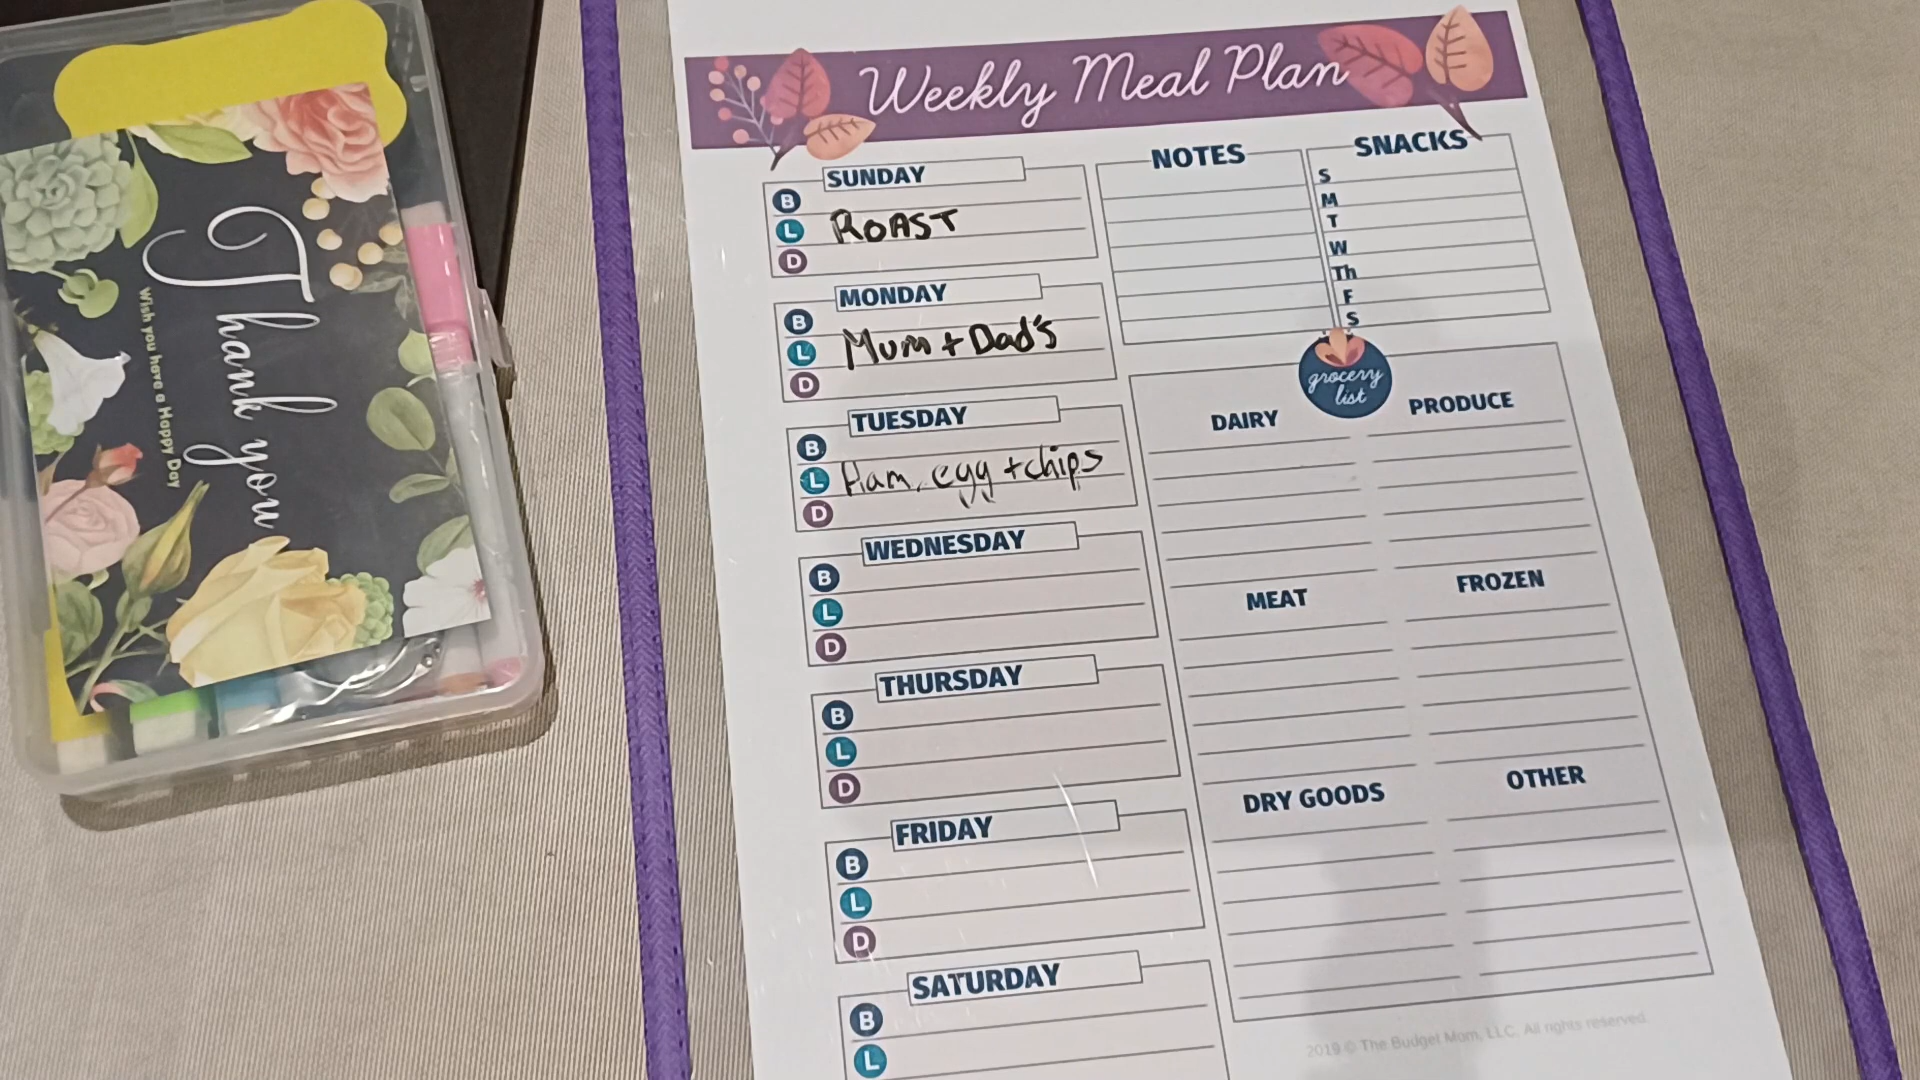 Thank you
Wish you have a Happy Day
Weekly Meal Plan
SUNDAY
B
L ROAST
D
MONDAY
B
L Mum + Dad's
D
TUESDAY
B
L Ham, egg + chips
D
WEDNESDAY
B
L
D
THURSDAY
B
L
D
FRIDAY
B
L
D
SATURDAY
B
L
NOTES
SNACKS
S
M
T
W
Th
F
S
grocery
list
DAIRY
PRODUCE
MEAT
FROZEN
DRY GOODS
OTHER
2019 © The Budget Mom, LLC. All rights reserved.